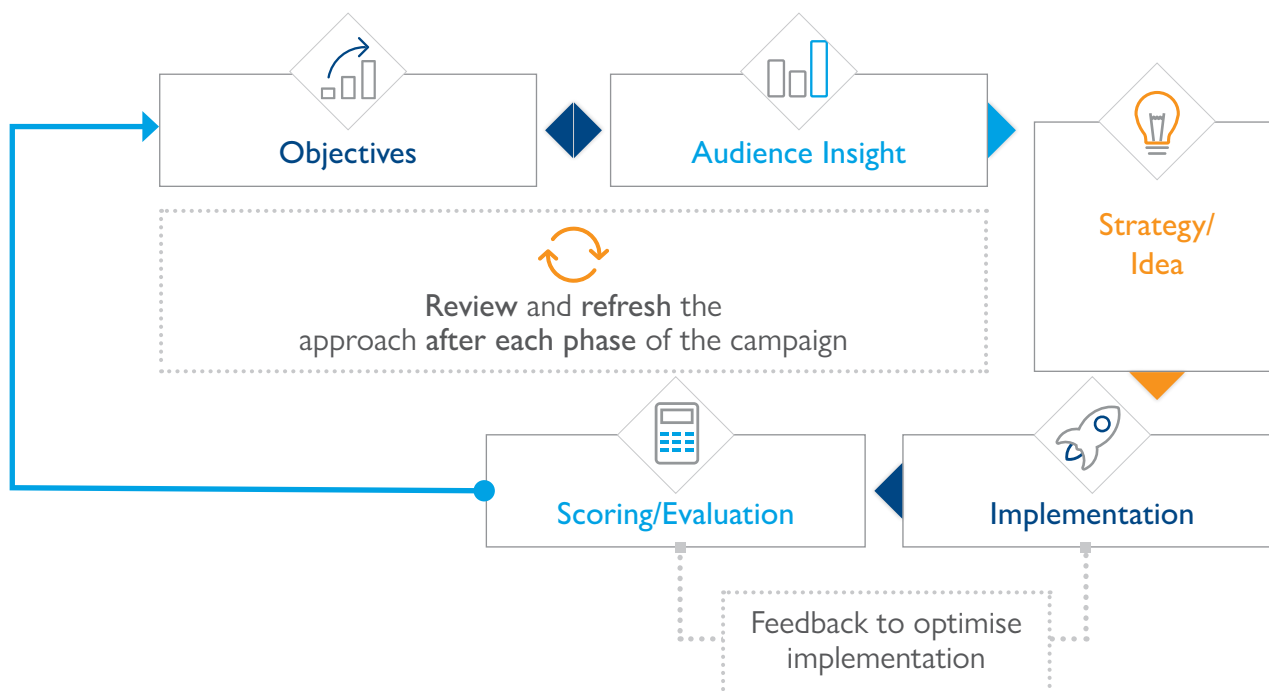 Objectives
Audience Insight
Strategy/
Idea
Review and refresh the
approach after each phase of the campaign
Scoring/Evaluation
Implementation
Feedback to optimise
implementation